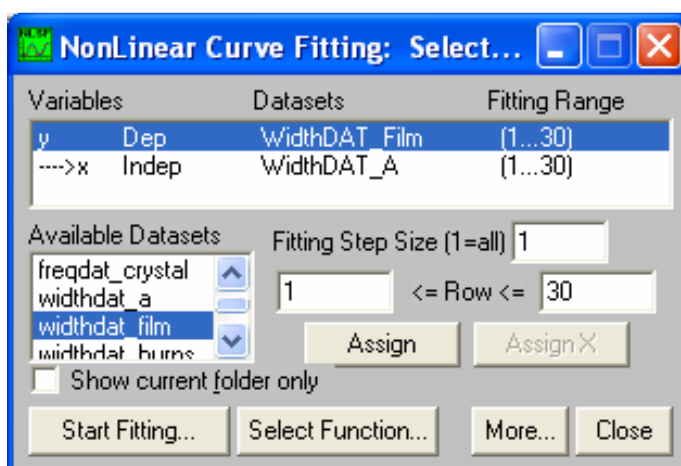 NonLinear Curve Fitting: Select...
Variables Datasets Fitting Range
y Dep WidthDAT_Film (1...30)
---->x Indep WidthDAT_A (1...30)
Available Datasets Fitting Step Size (1=all) 1
freqdat_crystal
widthdat_a 1 <= Row <= 30
widthdat_film
widthdat_burns Assign Assign X
Show current folder only
Start Fitting... Select Function... More... Close